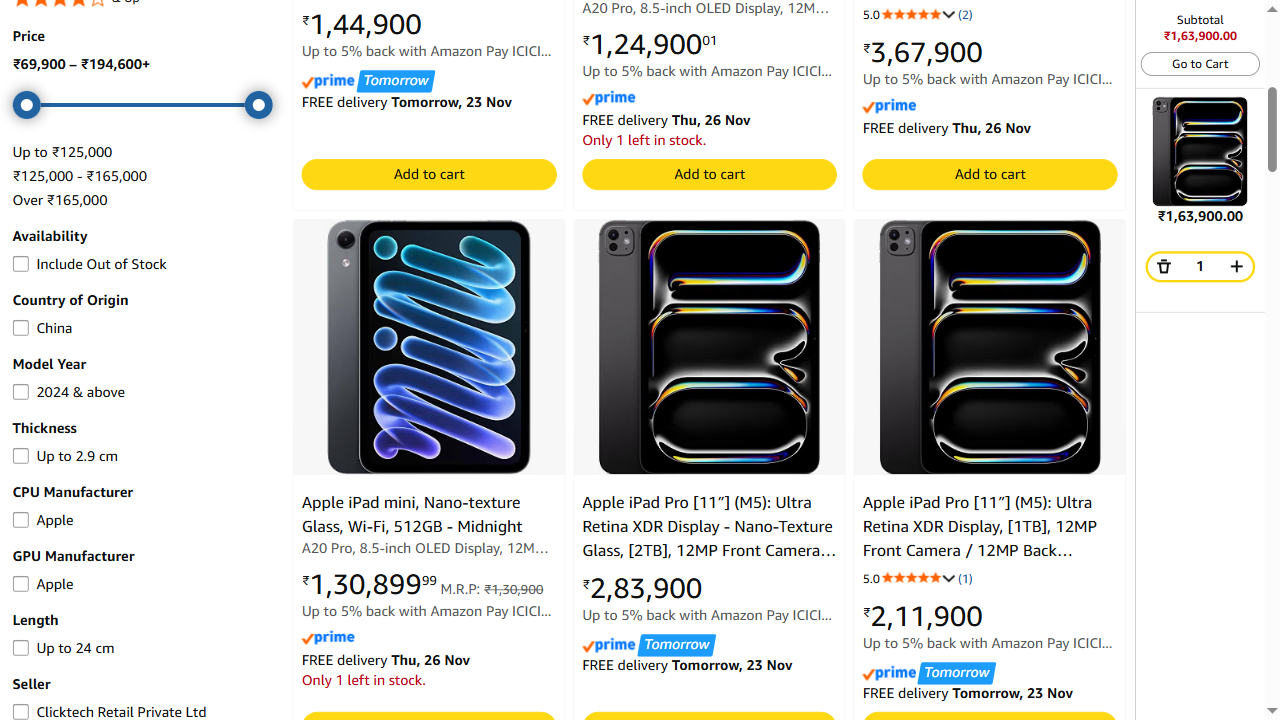 & Up
Price
₹69,900 – ₹194,600+
Up to ₹125,000
₹125,000 - ₹165,000
Over ₹165,000
Availability
Include Out of Stock
Country of Origin
China
Model Year
2024 & above
Thickness
Up to 2.9 cm
CPU Manufacturer
Apple
GPU Manufacturer
Apple
Length
Up to 24 cm
Seller
Clicktech Retail Private Ltd
₹1,44,900
Up to 5% back with Amazon Pay ICICI…
prime Tomorrow
FREE delivery Tomorrow, 23 Nov
Add to cart
A20 Pro, 8.5-inch OLED Display, 12M…
₹1,24,90001
Up to 5% back with Amazon Pay ICICI…
prime
FREE delivery Thu, 26 Nov
Only 1 left in stock.
Add to cart
5.0 (2)
₹3,67,900
Up to 5% back with Amazon Pay ICICI…
prime
FREE delivery Thu, 26 Nov
Add to cart
Apple iPad mini, Nano-texture
Glass, Wi-Fi, 512GB - Midnight
A20 Pro, 8.5-inch OLED Display, 12M…
₹1,30,89999 M.R.P: ₹1,30,900
Up to 5% back with Amazon Pay ICICI…
prime
FREE delivery Thu, 26 Nov
Only 1 left in stock.
Apple iPad Pro [11”] (M5): Ultra
Retina XDR Display - Nano-Texture
Glass, [2TB], 12MP Front Camera…
₹2,83,900
Up to 5% back with Amazon Pay ICICI…
prime Tomorrow
FREE delivery Tomorrow, 23 Nov
Apple iPad Pro [11”] (M5): Ultra
Retina XDR Display, [1TB], 12MP
Front Camera / 12MP Back…
5.0 (1)
₹2,11,900
Up to 5% back with Amazon Pay ICICI…
prime Tomorrow
FREE delivery Tomorrow, 23 Nov
Subtotal
₹1,63,900.00
Go to Cart
₹1,63,900.00
1